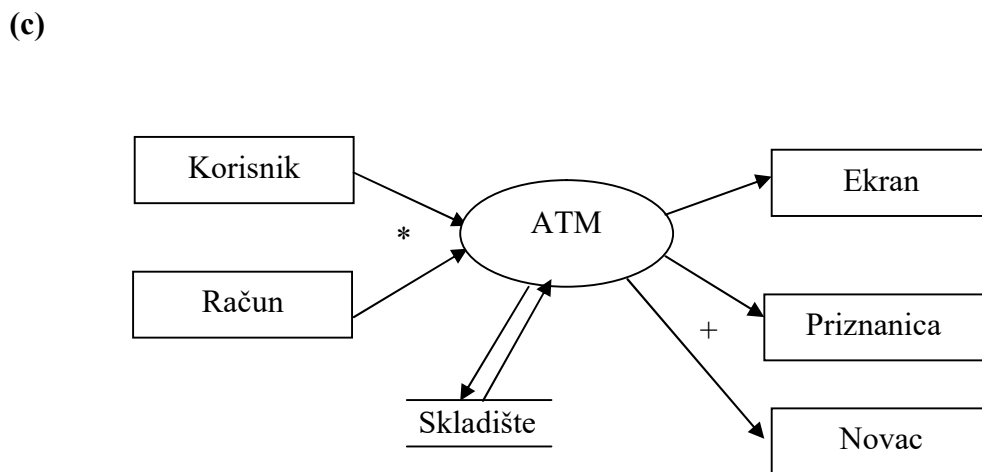 (c)
Korisnik
Ekran
ATM
*
Račun
Priznanica
+
Skladište
Novac